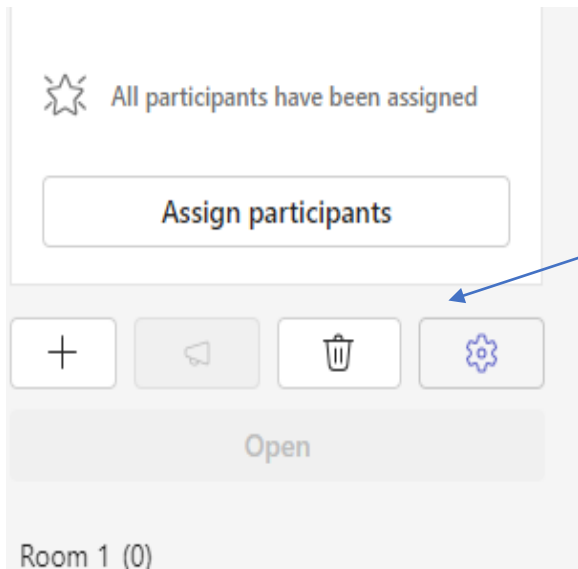 All participants have been assigned
Assign participants
Open
Room 1 (0)